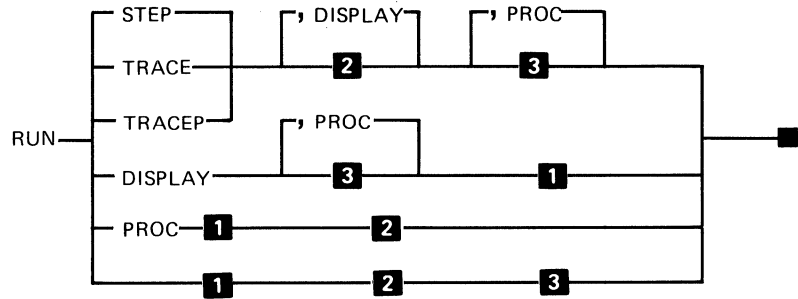 STEP , DISPLAY , PROC
TRACE 2 3
TRACEP
RUN
, PROC
DISPLAY 3 1
PROC 1 2
1 2 3